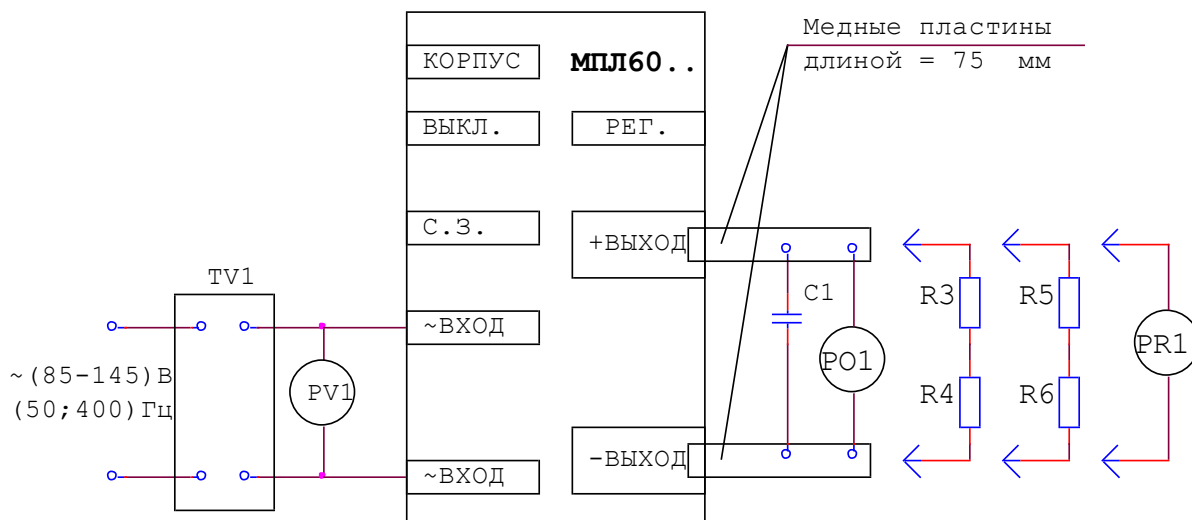 Медные пластины
длиной = 75 мм
КОРПУС
МПЛ60..
ВЫКЛ.
РЕГ.
С.З.
+ВЫХОД
TV1
C1
R3
R5
~ВХОД
PO1
PR1
~(85-145)В
(50;400)Гц
PV1
R4
R6
-ВЫХОД
~ВХОД